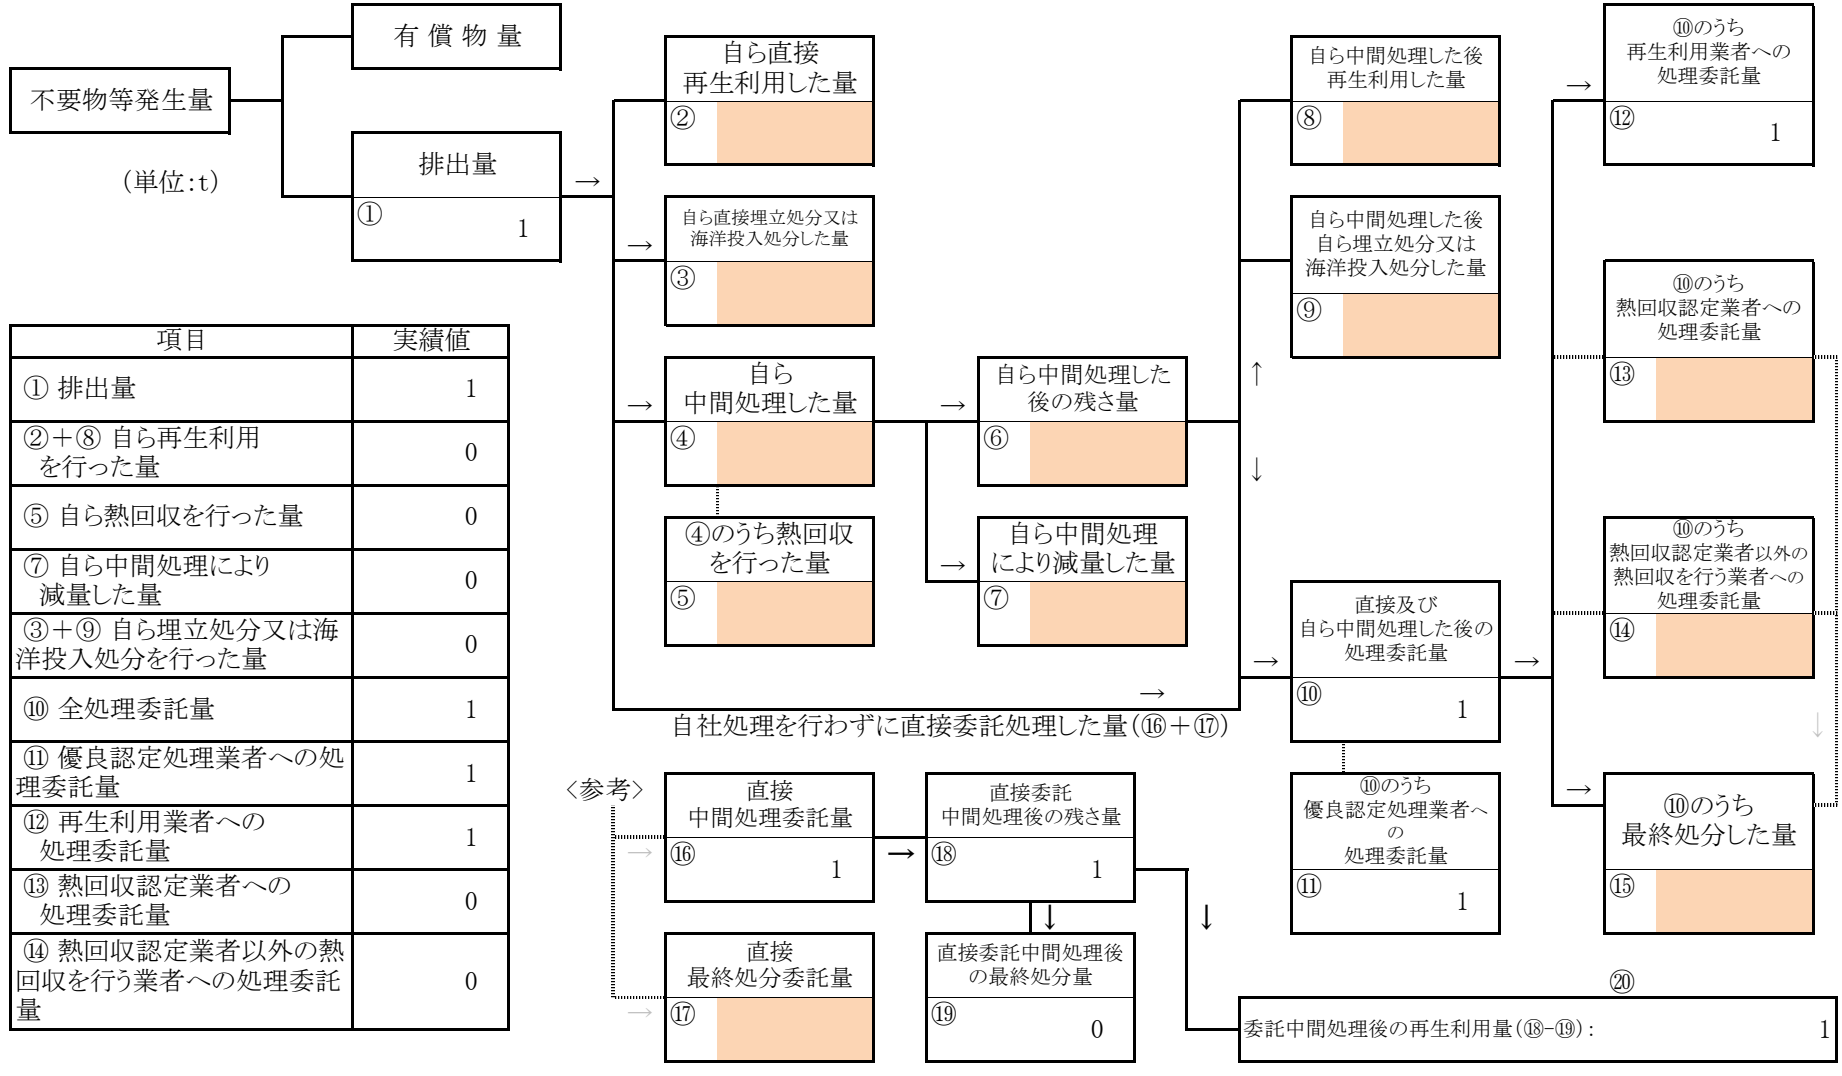 有 償 物 量
不要物等発生量
(単位:t)
排出量
①
1
→
自ら直接
再生利用した量
②
→
自ら直接埋立処分又は
海洋投入処分した量
③
→
自ら
中間処理した量
④
④のうち熱回収
を行った量
⑤
→
自ら中間処理した
後の残さ量
⑥
→
自ら中間処理
により減量した量
⑦
自ら中間処理した後
再生利用した量
⑧
自ら中間処理した後
自ら埋立処分又は
海洋投入処分した量
⑨
↑
↓
→
自社処理を行わずに直接委託処理した量(⑯+⑰)
→
直接及び
自ら中間処理した後の
処理委託量
⑩
1
⑩のうち
優良認定処理業者へ
の
処理委託量
⑪
1
→
→
⑩のうち
再生利用業者への
処理委託量
⑫
1
⑩のうち
熱回収認定業者への
処理委託量
⑬
⑩のうち
熱回収認定業者以外の
熱回収を行う業者への
処理委託量
⑭
↓
→
⑩のうち
最終処分した量
⑮
項目 実績値
① 排出量 1
②+⑧ 自ら再生利用
を行った量 0
⑤ 自ら熱回収を行った量 0
⑦ 自ら中間処理により
減量した量 0
③+⑨ 自ら埋立処分又は海
洋投入処分を行った量 0
⑩ 全処理委託量 1
⑪ 優良認定処理業者への処
理委託量 1
⑫ 再生利用業者への
処理委託量 1
⑬ 熱回収認定業者への
処理委託量 0
⑭ 熱回収認定業者以外の熱
回収を行う業者への処理委託
量 0
<参考>
→
直接
中間処理委託量
⑯
1
→
直接委託
中間処理後の残さ量
⑱
1
↓
↓
→
直接
最終処分委託量
⑰
直接委託中間処理後
の最終処分量
⑲
0
⑳
委託中間処理後の再生利用量(⑱-⑲): 1